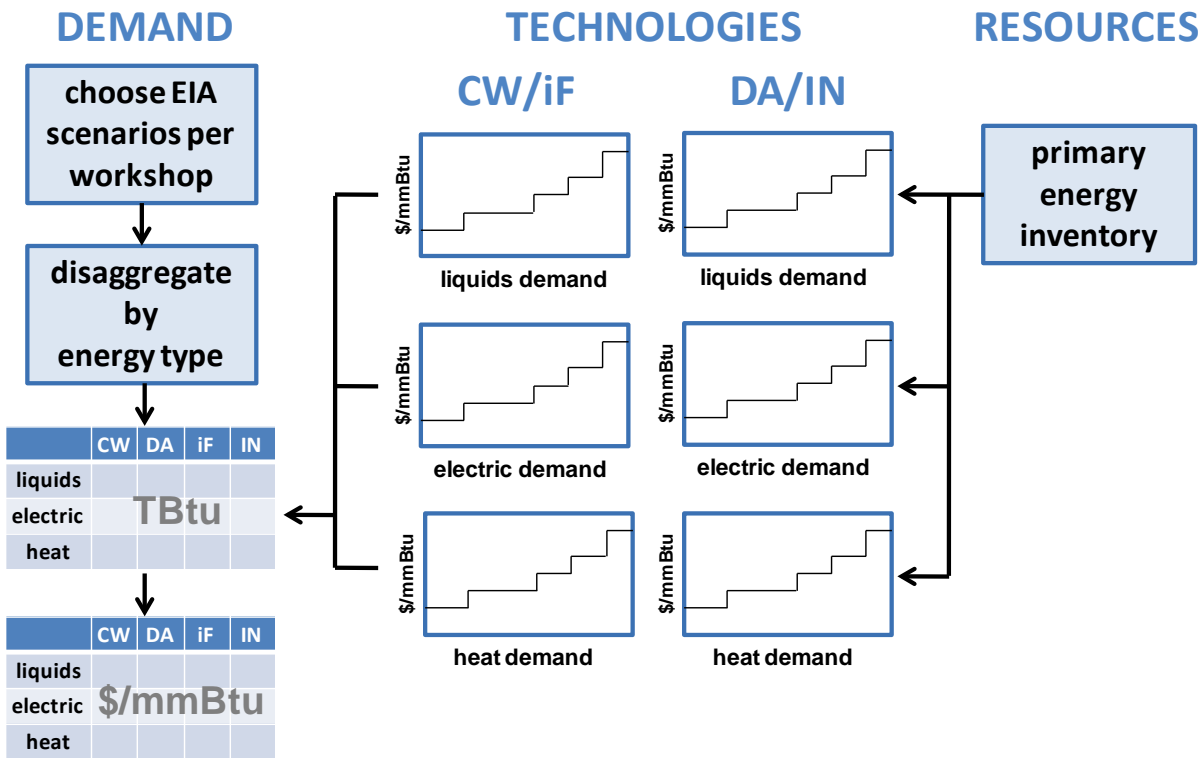 DEMAND
choose EIA
scenarios per
workshop
disaggregate
by
energy type
CW DA iF IN
liquids
electric
heat
TBtu
CW DA iF IN
liquids
electric
heat
$/mmBtu
TECHNOLOGIES
CW/iF
$/mmBtu
liquids demand
$/mmBtu
electric demand
$/mmBtu
heat demand
DA/IN
$/mmBtu
liquids demand
$/mmBtu
electric demand
$/mmBtu
heat demand
RESOURCES
primary
energy
inventory